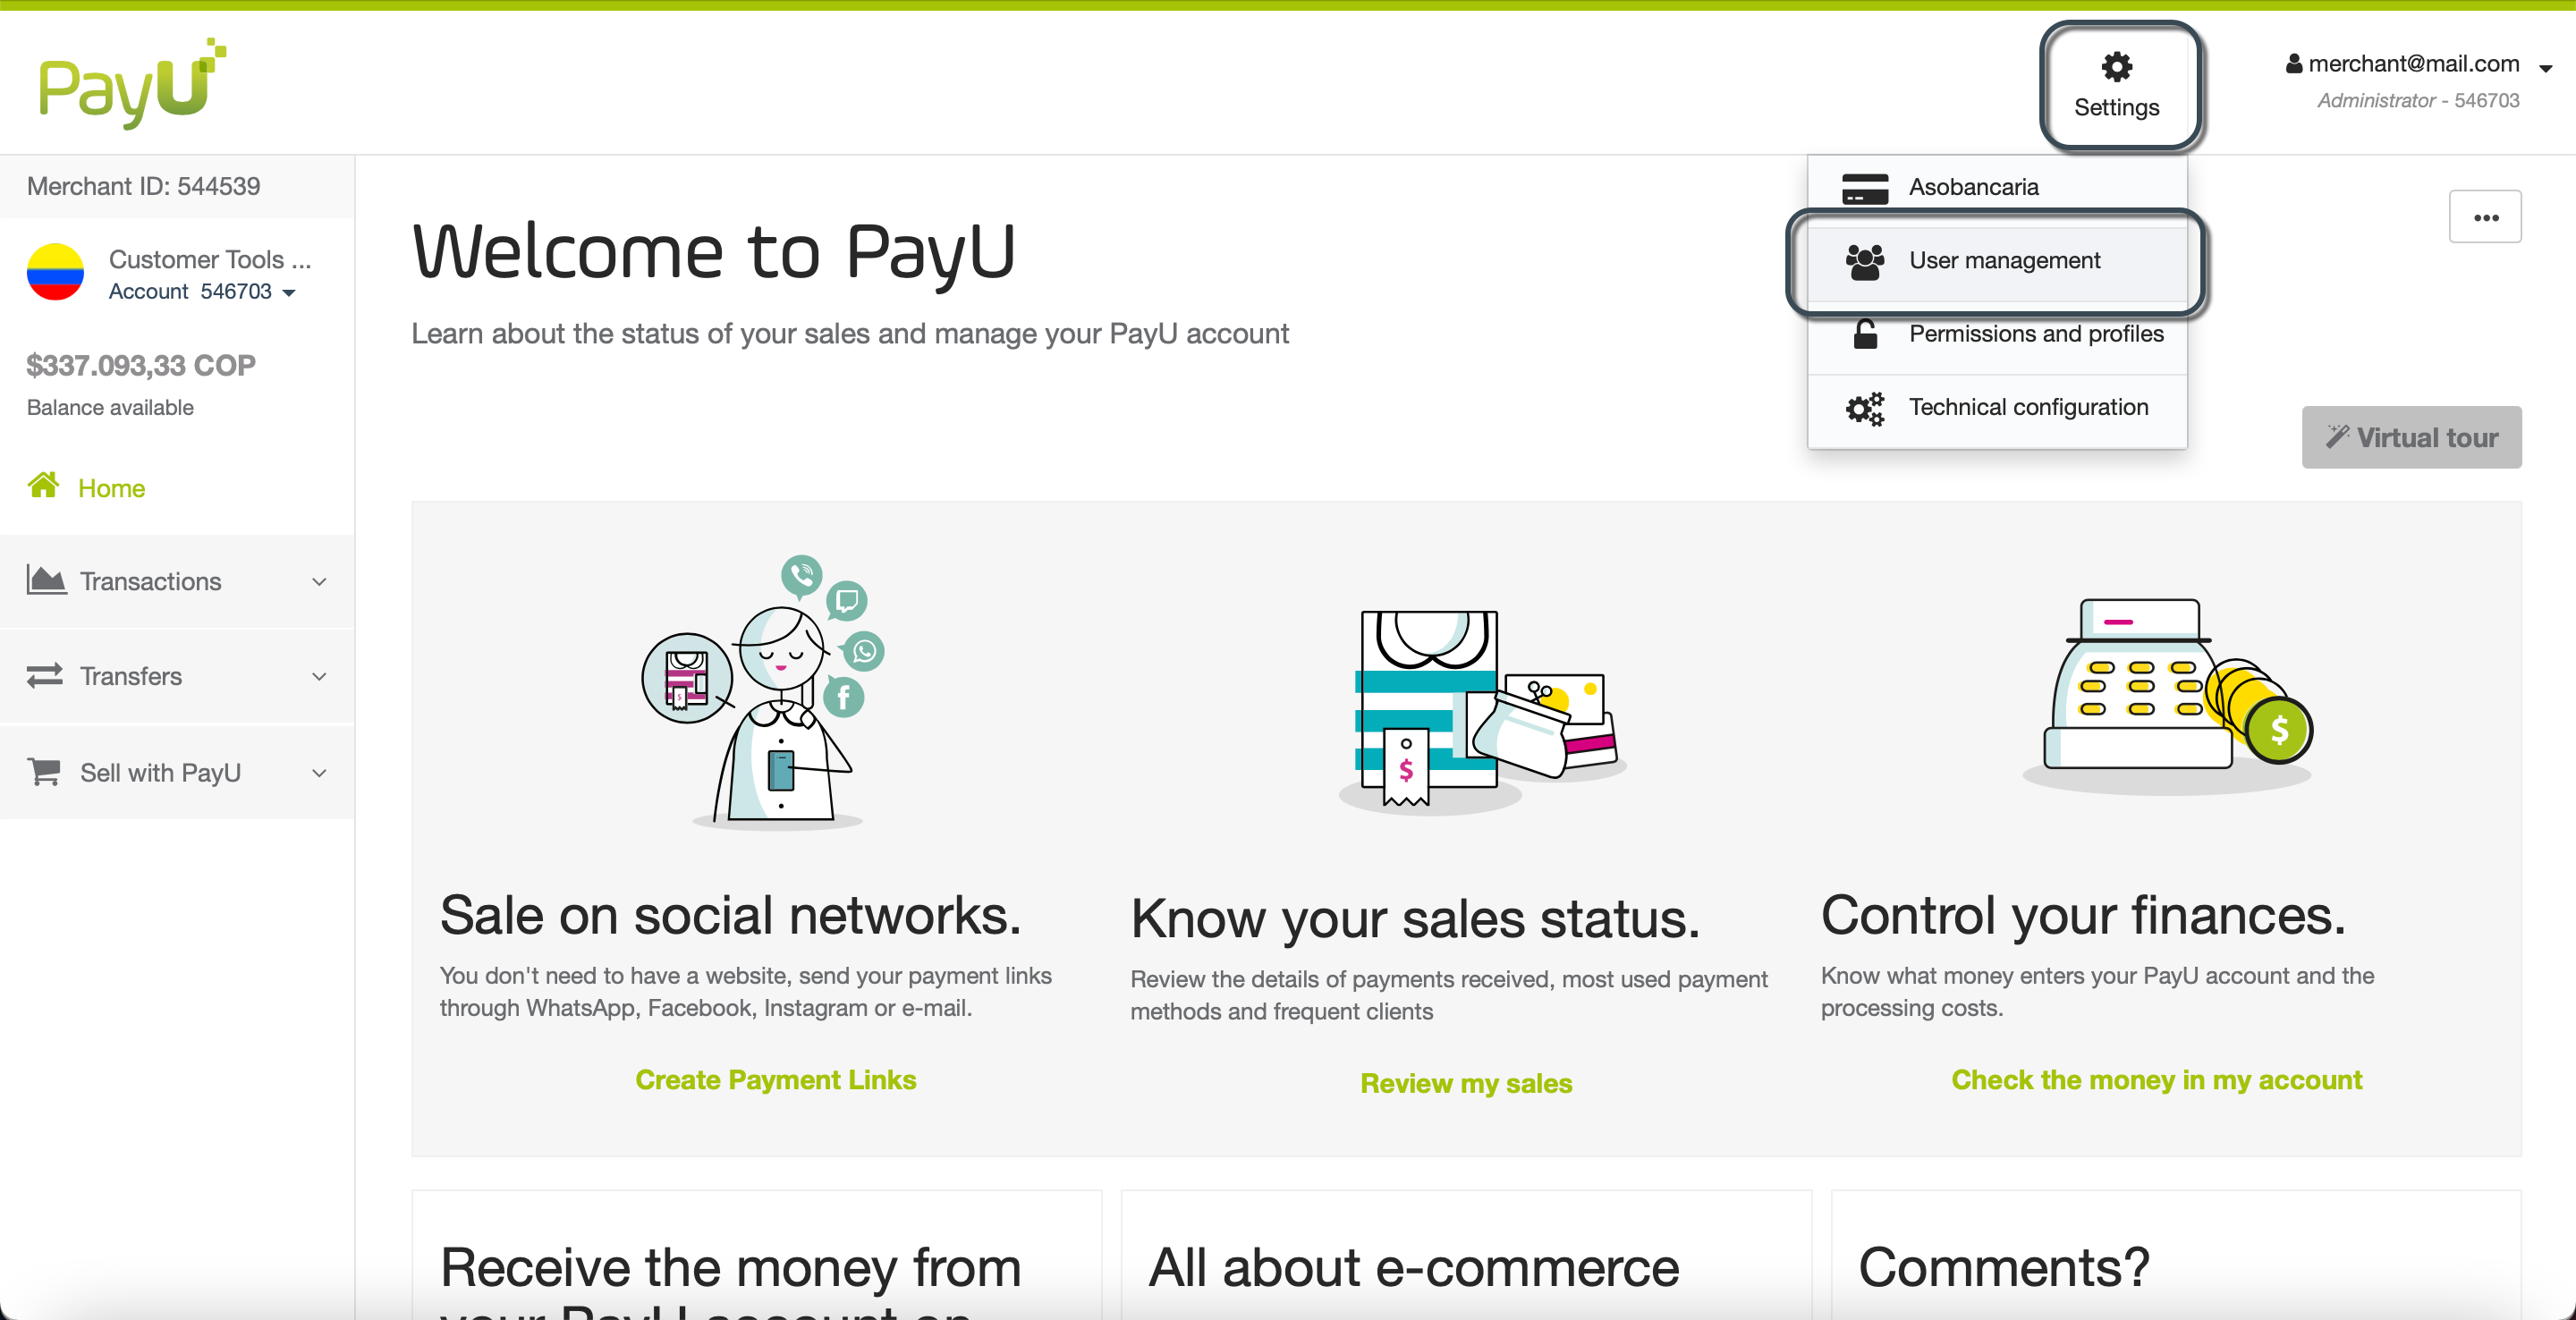 PayU
Settings
merchant@mail.com
Administrator - 546703
Merchant ID: 544539
Customer Tools ...
Account 546703
$337.093,33 COP
Balance available
Home
Transactions
Transfers
Sell with PayU
Asobancaria
User management
Permissions and profiles
Technical configuration
Welcome to PayU
Learn about the status of your sales and manage your PayU account
Virtual tour
Sale on social networks.
You don't need to have a website, send your payment links
through WhatsApp, Facebook, Instagram or e-mail.
Create Payment Links
Know your sales status.
Review the details of payments received, most used payment
methods and frequent clients
Review my sales
Control your finances.
Know what money enters your PayU account and the
processing costs.
Check the money in my account
Receive the money from
your PayU account on
All about e-commerce
Comments?